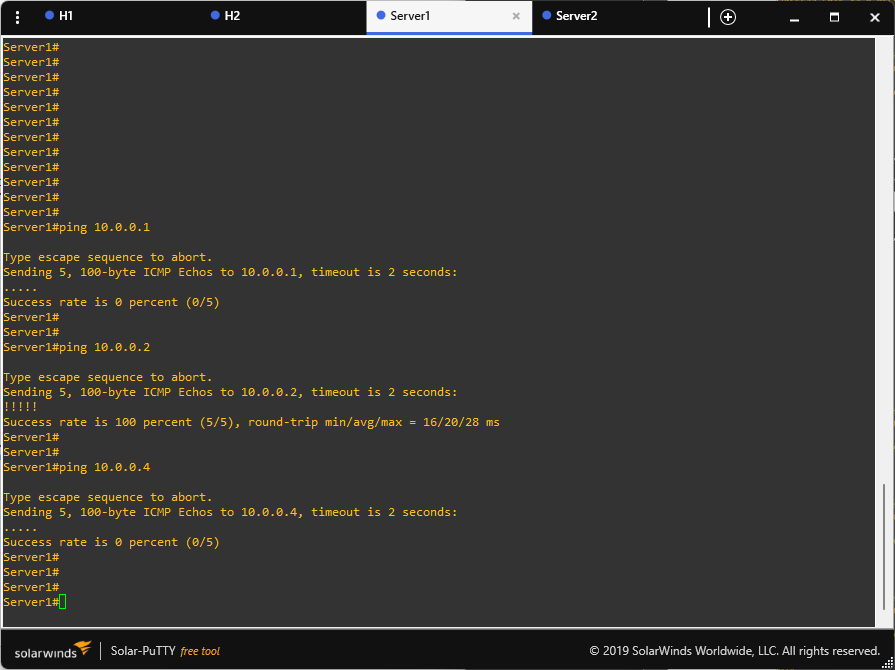 H1 H2 Server1 Server2
Server1#
Server1#
Server1#
Server1#
Server1#
Server1#
Server1#
Server1#
Server1#
Server1#
Server1#
Server1#
Server1#ping 10.0.0.1
Type escape sequence to abort.
Sending 5, 100-byte ICMP Echos to 10.0.0.1, timeout is 2 seconds:
.....
Success rate is 0 percent (0/5)
Server1#
Server1#
Server1#ping 10.0.0.2
Type escape sequence to abort.
Sending 5, 100-byte ICMP Echos to 10.0.0.2, timeout is 2 seconds:
!!!!!
Success rate is 100 percent (5/5), round-trip min/avg/max = 16/20/28 ms
Server1#
Server1#
Server1#ping 10.0.0.4
Type escape sequence to abort.
Sending 5, 100-byte ICMP Echos to 10.0.0.4, timeout is 2 seconds:
.....
Success rate is 0 percent (0/5)
Server1#
Server1#
Server1#
Server1#
solarwinds Solar-PuTTY free tool © 2019 SolarWinds Worldwide, LLC. All rights reserved.